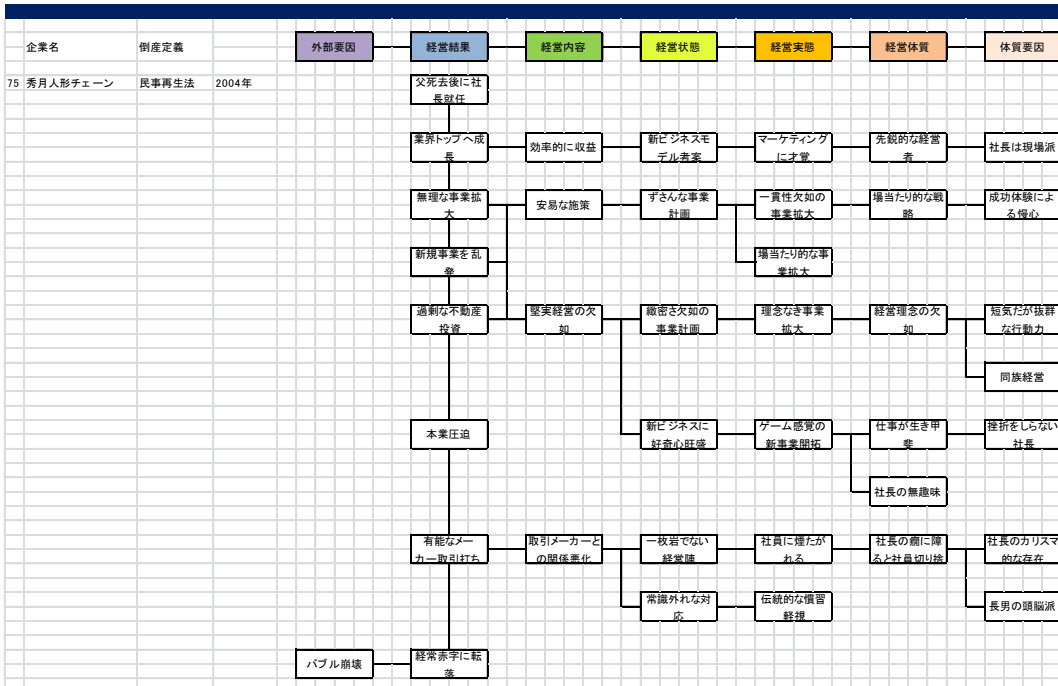 企業名 倒産定義 外部要因 経営結果 経営内容 経営状態 経営実態 経営体質 体質要因
75 秀月人形チェーン 民事再生法 2004年 父死去後に社
長就任
業界トップへ成
長
効率的に収益
新ビジネスモ
デル者案
マーケティング
に才覚
先鋭的な経営
者
社長は現場派
無理な事業拡
大
安易な施策
ずさんな事業
計画
一貫性欠如の
事業拡大
場当たり的な戦
略
成功体験によ
る慢心
新規事業を乱
発
場当たり的な事
業拡大
過剰な不動産
投資
堅実経営の欠
如
緻密さ欠如の
事業計画
理念なき事業
拡大
経営理念の欠
如
短気だが抜群
な行動力
同族経営
本業圧迫
新ビジネスに
好奇心旺盛
ゲーム感覚の
新事業開拓
仕事が生き甲
斐
挫折をしらない
社長
社長の無趣味
有能なメー
カー取引打ち
取引メーカーと
の関係悪化
一枚岩でない
経営陣
社員に煙たが
れる
社長の癇に障
ると社員切り捨
社長のカリスマ
的な存在
常識外れな対
応
伝統的な慣習
軽視
長男の頭脳派
バブル崩壊
経常赤字に転
落